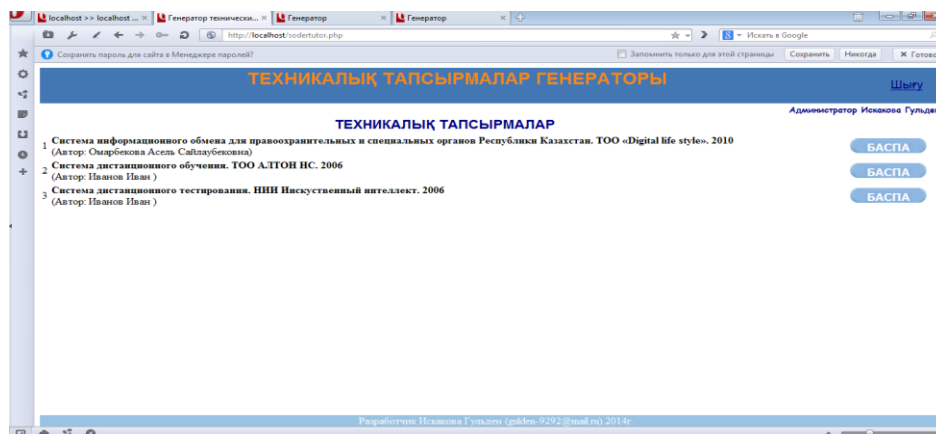 localhost >> localhost ...
Генератор технически...
Генератор
Генератор
http://localhost/sodertutor.php
Искать в Google
Сохранить пароль для сайта в Менеджере паролей?
Запомнить только для этой страницы
Сохранить
Никогда
ТЕХНИКАЛЫҚ ТАПСЫРМАЛАР ГЕНЕРАТОРЫ
Шығу
Администратор Искакова Гульден
ТЕХНИКАЛЫҚ ТАПСЫРМАЛАР
1 Система информационного обмена для правоохранительных и специальных органов Республики Казахстан. ТОО «Digital life style». 2010
(Автор: Омарбекова Асель Сайлаубековна)
БАСПА
2 Система дистанционного обучения. ТОО АЛТОН НС. 2006
(Автор: Иванов Иван )
БАСПА
3 Система дистанционного тестирования. НИИ Инскуственный интеллект. 2006
(Автор: Иванов Иван )
БАСПА
Разработчик Искакова Гульден (gulden-9292@mail.ru) 2014г.